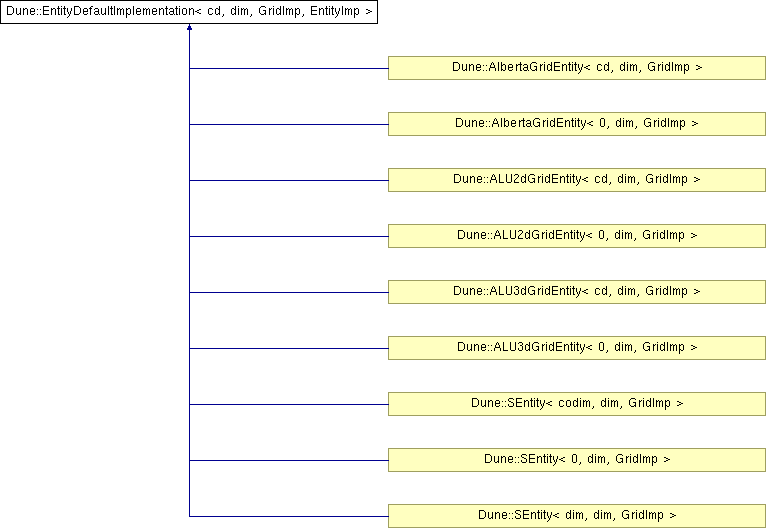 Dune::EntityDefaultImplementation< cd, dim, GridImp, EntityImp >
Dune::AlbertaGridEntity< cd, dim, GridImp >
Dune::AlbertaGridEntity< 0, dim, GridImp >
Dune::ALU2dGridEntity< cd, dim, GridImp >
Dune::ALU2dGridEntity< 0, dim, GridImp >
Dune::ALU3dGridEntity< cd, dim, GridImp >
Dune::ALU3dGridEntity< 0, dim, GridImp >
Dune::SEntity< codim, dim, GridImp >
Dune::SEntity< 0, dim, GridImp >
Dune::SEntity< dim, dim, GridImp >